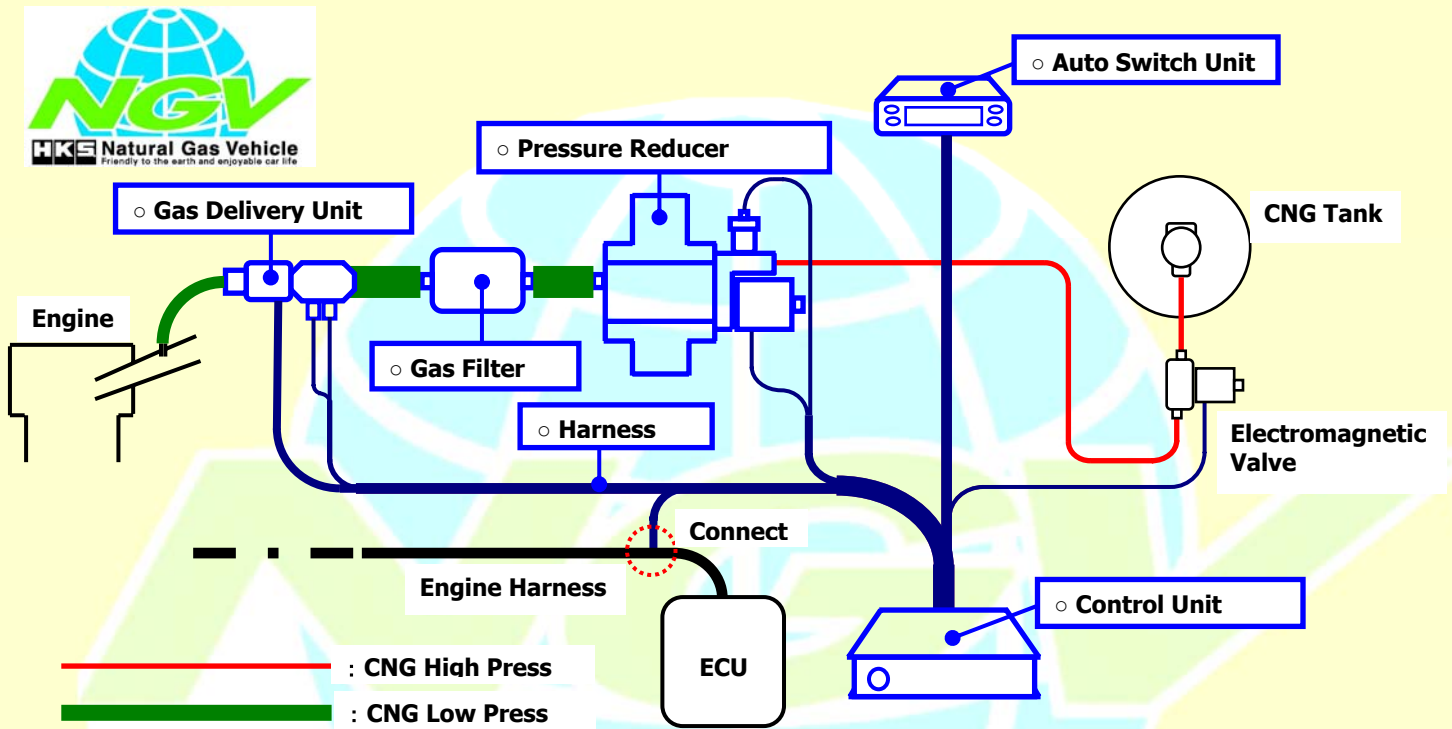 NGV
HKS Natural Gas Vehicle
Friendly to the earth and enjoyable car life
○ Auto Switch Unit
○ Pressure Reducer
○ Gas Delivery Unit
CNG Tank
Engine
○ Gas Filter
○ Harness
Electromagnetic
Valve
Connect
Engine Harness
○ Control Unit
ECU
: CNG High Press
: CNG Low Press
NGV